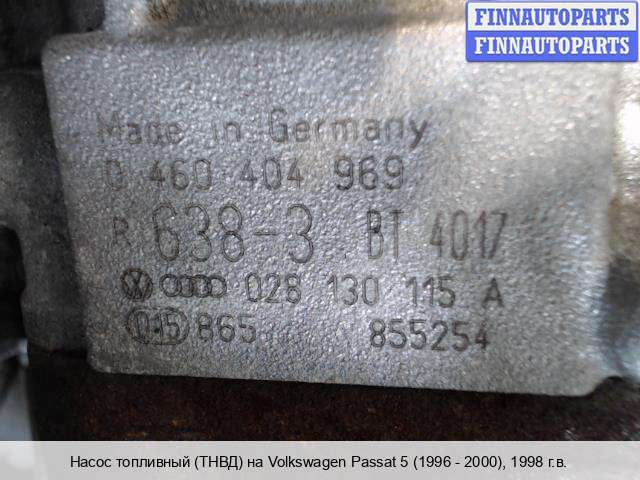 FINNAUTOPARTS
FINNAUTOPARTS
Made in Germany
0 460 404 969
R 638-3 BT 4017
028 130 115 A
865 855254
Насос топливный (ТНВД) на Volkswagen Passat 5 (1996 - 2000), 1998 г.в.